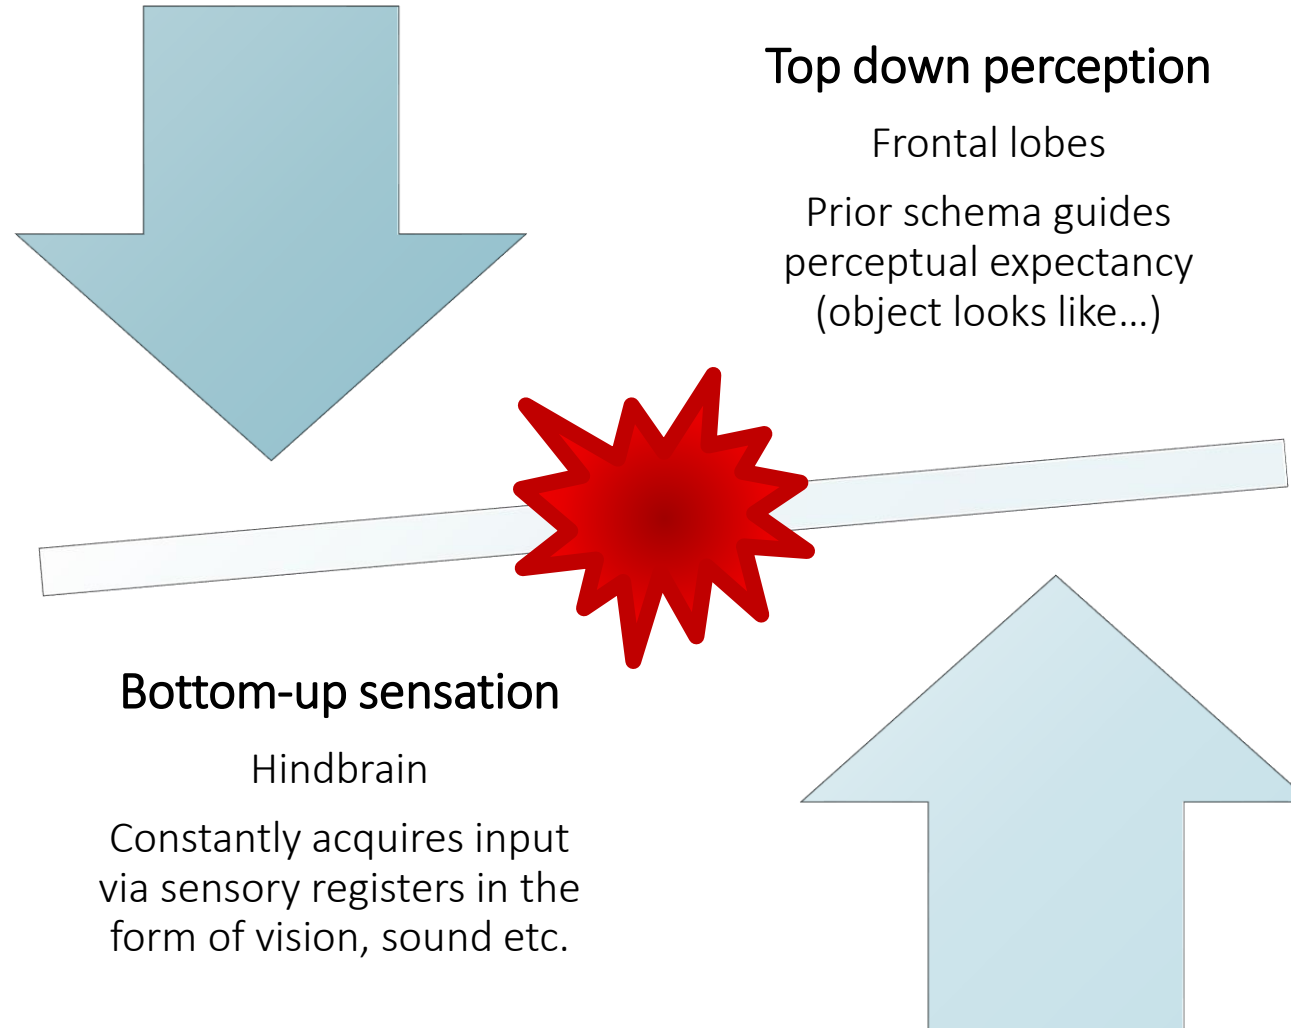 Top down perception
Frontal lobes
Prior schema guides
perceptual expectancy
(object looks like…)
Bottom-up sensation
Hindbrain
Constantly acquires input
via sensory registers in the
form of vision, sound etc.